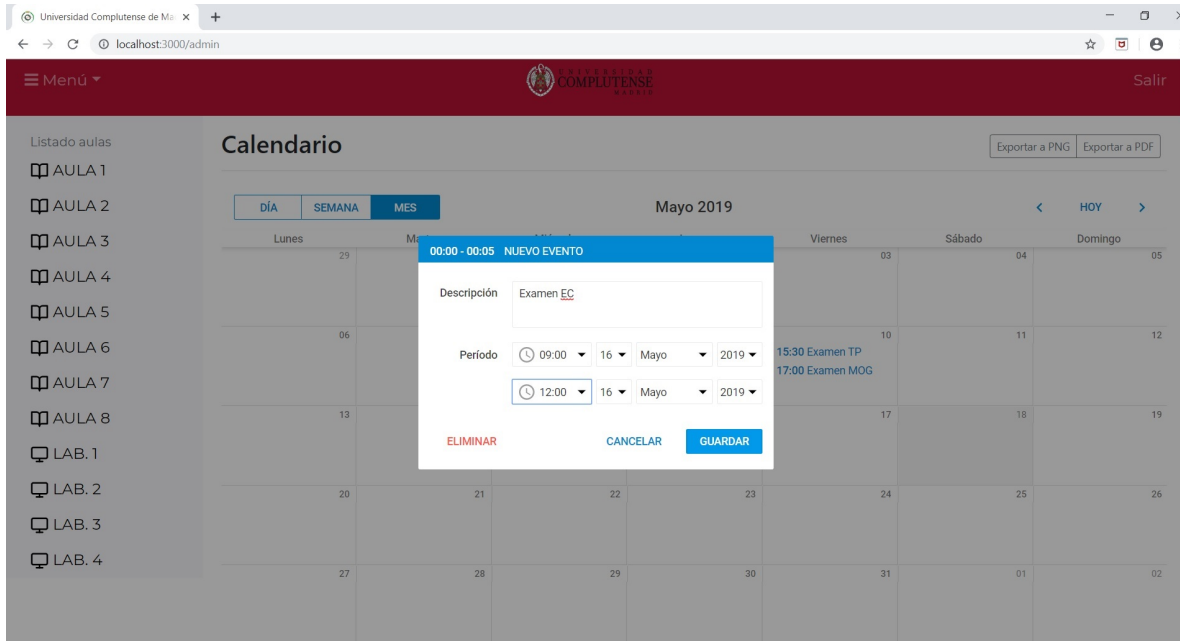 Universidad Complutense de Ma
localhost:3000/admin
Menú
UNIVERSIDAD
COMPLUTENSE
MADRID
Salir
Listado aulas
AULA 1
AULA 2
AULA 3
AULA 4
AULA 5
AULA 6
AULA 7
AULA 8
LAB. 1
LAB. 2
LAB. 3
LAB. 4
Calendario
Exportar a PNG Exportar a PDF
DÍA SEMANA MES
Mayo 2019
HOY
Lunes Viernes Sábado Domingo
29 03 04 05
06 10 11 12
15:30 Examen TP
17:00 Examen MOG
13 17 18 19
20 21 22 23 24 25 26
27 28 29 30 31 01 02
00:00 - 00:05 NUEVO EVENTO
Descripción Examen EC
Período 09:00 16 Mayo 2019
12:00 16 Mayo 2019
ELIMINAR CANCELAR GUARDAR